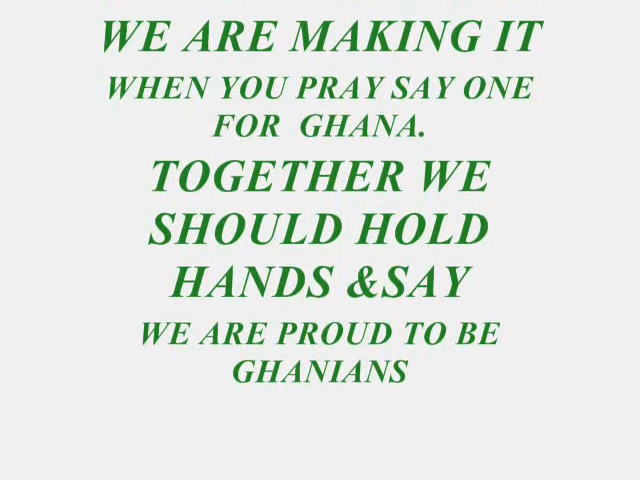 WE ARE MAKING IT
WHEN YOU PRAY SAY ONE
FOR GHANA.
TOGETHER WE
SHOULD HOLD
HANDS &SAY
WE ARE PROUD TO BE
GHANIANS